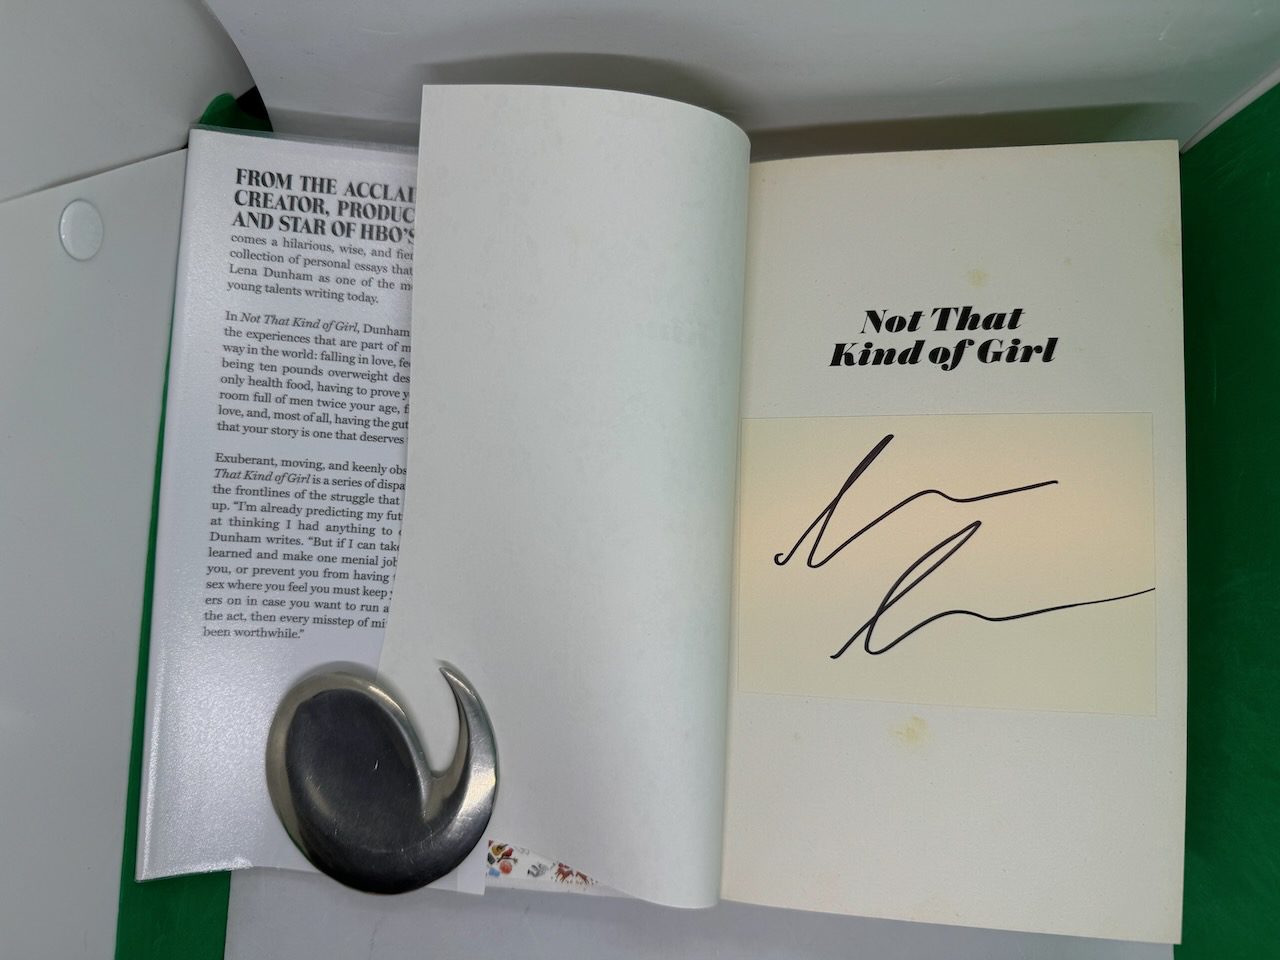 FROM THE ACCLAI
CREATOR, PRODUC
AND STAR OF HBO'S
comes a hilarious, wise, and fier
collection of personal essays that
Lena Dunham as one of the m
young talents writing today.
In Not That Kind of Girl, Dunham
the experiences that are part of m
way in the world: falling in love, fe
being ten pounds overweight des
only health food, having to prove y
room full of men twice your age, f
love, and, most of all, having the gut
that your story is one that deserves
Exuberant, moving, and keenly obs
That Kind of Girl is a series of dispa
the frontlines of the struggle that
up. “I’m already predicting my fut
at thinking I had anything to
Dunham writes. “But if I can take
learned and make one menial job
you, or prevent you from having
sex where you feel you must keep
ers on in case you want to run a
the act, then every misstep of mi
been worthwhile.”
Not That
Kind of Girl